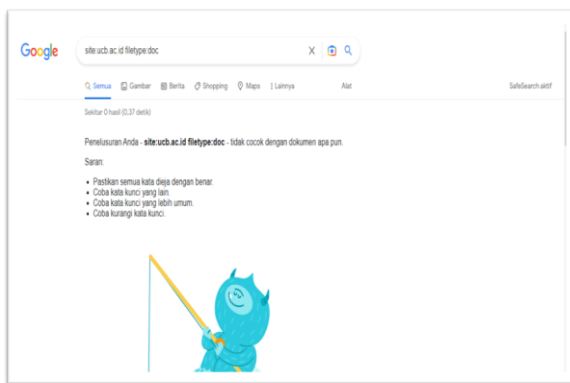 Google
site:ucb.ac.id filetype:doc
Semua Gambar Berita Shopping Maps Lainnya Alat SafeSearch aktif
Sekitar 0 hasil (0,37 detik)
Penelusuran Anda - site:ucb.ac.id filetype:doc - tidak cocok dengan dokumen apa pun.
Saran:
Pastikan semua kata dieja dengan benar.
Coba kata kunci yang lain.
Coba kata kunci yang lebih umum.
Coba kurangi kata kunci.